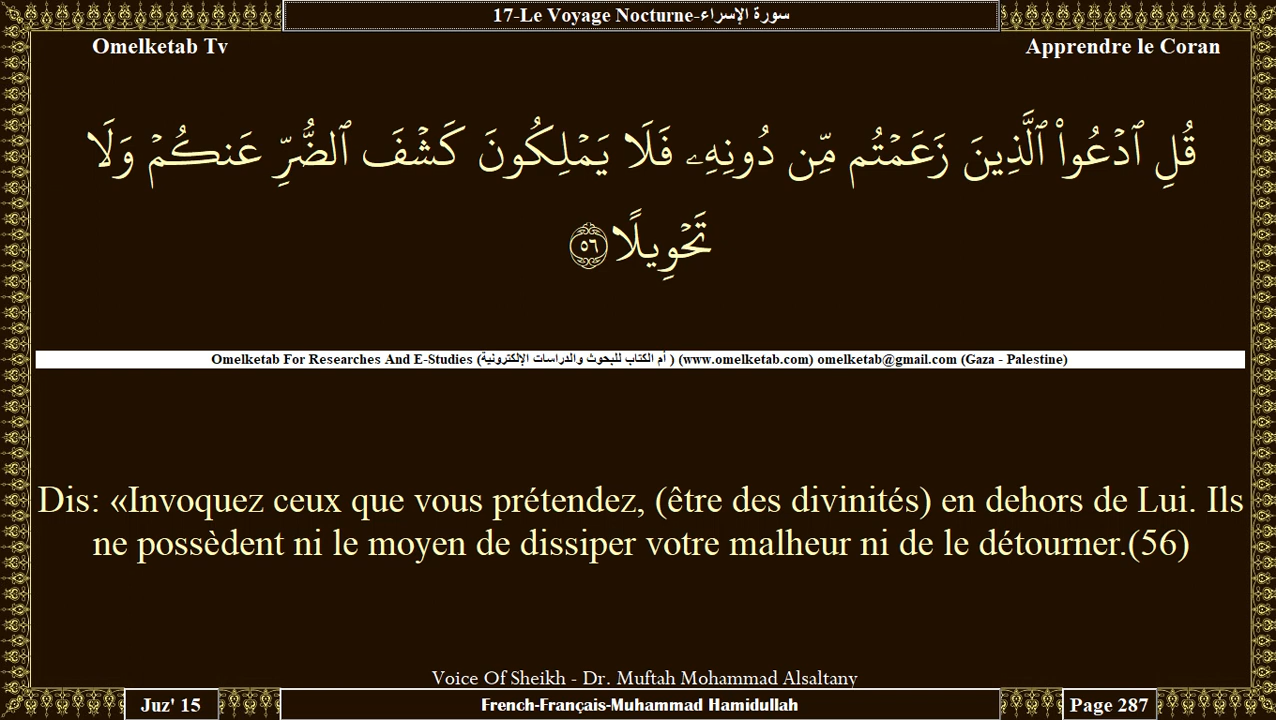 17-Le Voyage Nocturne-سورة الإسراء
Omelketab Tv
Apprendre le Coran
قُلِ ٱدۡعُواْ ٱلَّذِينَ زَعَمۡتُم مِّن دُونِهِۦ فَلَا يَمۡلِكُونَ كَشۡفَ ٱلضُّرِّ عَنكُمۡ وَلَا
تَحۡوِيلًا ٥٦
Omelketab For Researches And E-Studies (أم الكتاب للبحوث والدراسات الإلكترونية ) (www.omelketab.com) omelketab@gmail.com (Gaza - Palestine)
Dis: «Invoquez ceux que vous prétendez, (être des divinités) en dehors de Lui. Ils
ne possèdent ni le moyen de dissiper votre malheur ni de le détourner.(56)
Voice Of Sheikh - Dr. Muftah Mohammad Alsaltany
Juz' 15
French-Français-Muhammad Hamidullah
Page 287